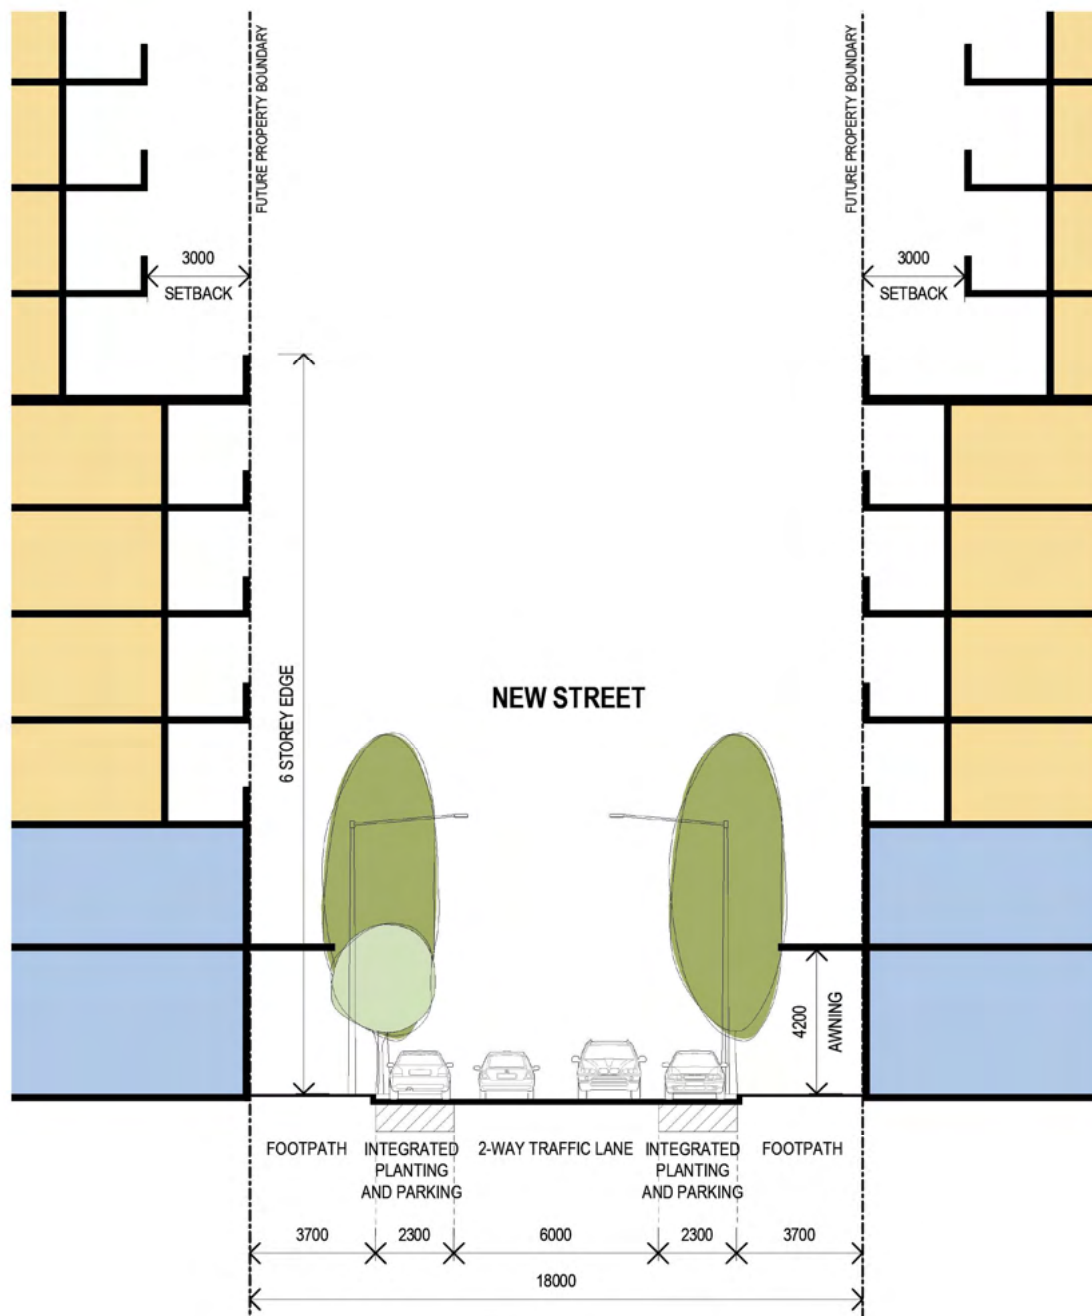 FUTURE PROPERTY BOUNDARY
FUTURE PROPERTY BOUNDARY
3000
SETBACK
3000
SETBACK
6 STOREY EDGE
NEW STREET
4200
AWNING
FOOTPATH
INTEGRATED
PLANTING
AND PARKING
2-WAY TRAFFIC LANE
INTEGRATED
PLANTING
AND PARKING
FOOTPATH
3700
2300
6000
2300
3700
18000